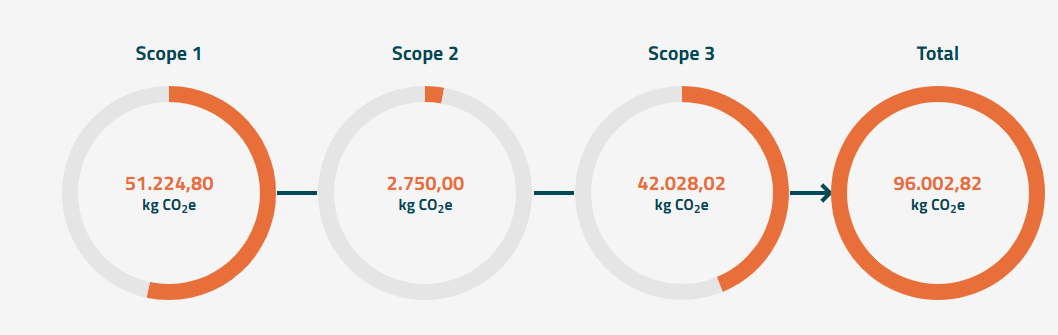 Scope 1
51.224,80
kg CO₂e
Scope 2
2.750,00
kg CO₂e
Scope 3
42.028,02
kg CO₂e
Total
96.002,82
kg CO₂e